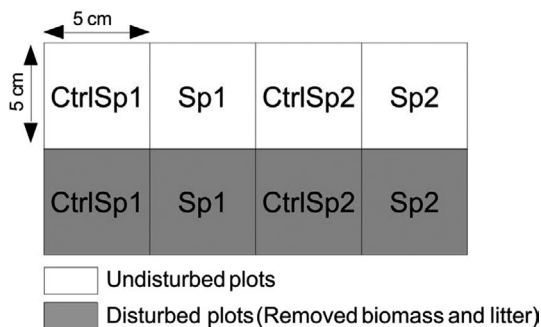 5 cm
5 cm
CtrlSp1 Sp1 CtrlSp2 Sp2
CtrlSp1 Sp1 CtrlSp2 Sp2
Undisturbed plots
Disturbed plots (Removed biomass and litter)